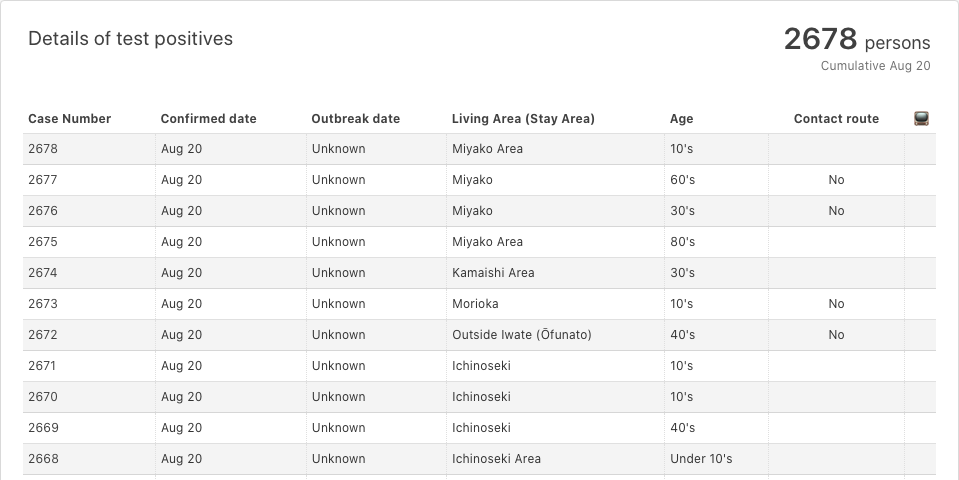 Details of test positives
2678 persons
Cumulative Aug 20
Case Number Confirmed date Outbreak date Living Area (Stay Area) Age Contact route
2678 Aug 20 Unknown Miyako Area 10's
2677 Aug 20 Unknown Miyako 60's No
2676 Aug 20 Unknown Miyako 30's No
2675 Aug 20 Unknown Miyako Area 80's
2674 Aug 20 Unknown Kamaishi Area 30's
2673 Aug 20 Unknown Morioka 10's No
2672 Aug 20 Unknown Outside Iwate (Ōfunato) 40's No
2671 Aug 20 Unknown Ichinoseki 10's
2670 Aug 20 Unknown Ichinoseki 10's
2669 Aug 20 Unknown Ichinoseki 40's
2668 Aug 20 Unknown Ichinoseki Area Under 10's